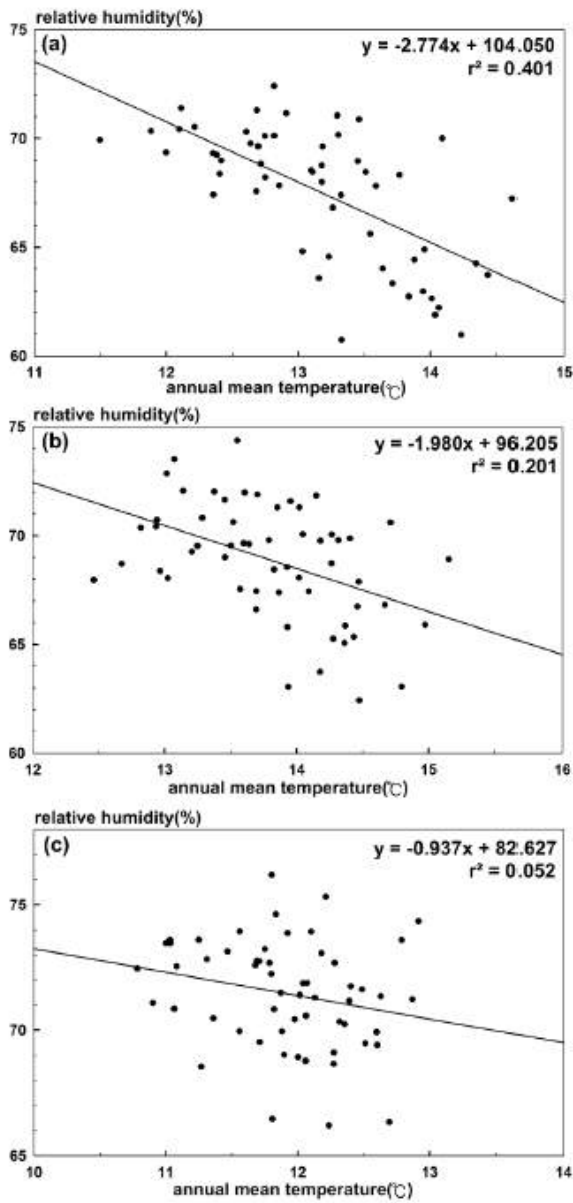 relative humidity(%)
75
(a)
y = -2.774x + 104.050
r² = 0.401
70
65
60
11 12 13 14 15
annual mean temperature(℃)
relative humidity(%)
75
(b)
y = -1.980x + 96.205
r² = 0.201
70
65
60
12 13 14 15 16
annual mean temperature(℃)
relative humidity(%)
(c)
y = -0.937x + 82.627
r² = 0.052
75
70
65
10 11 12 13 14
annual mean temperature(℃)